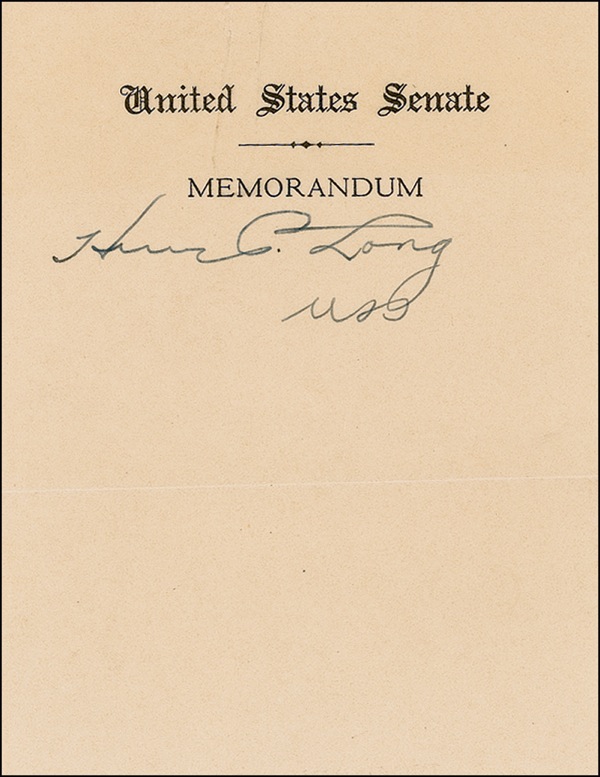 United States Senate
MEMORANDUM
Huey P. Long
USS